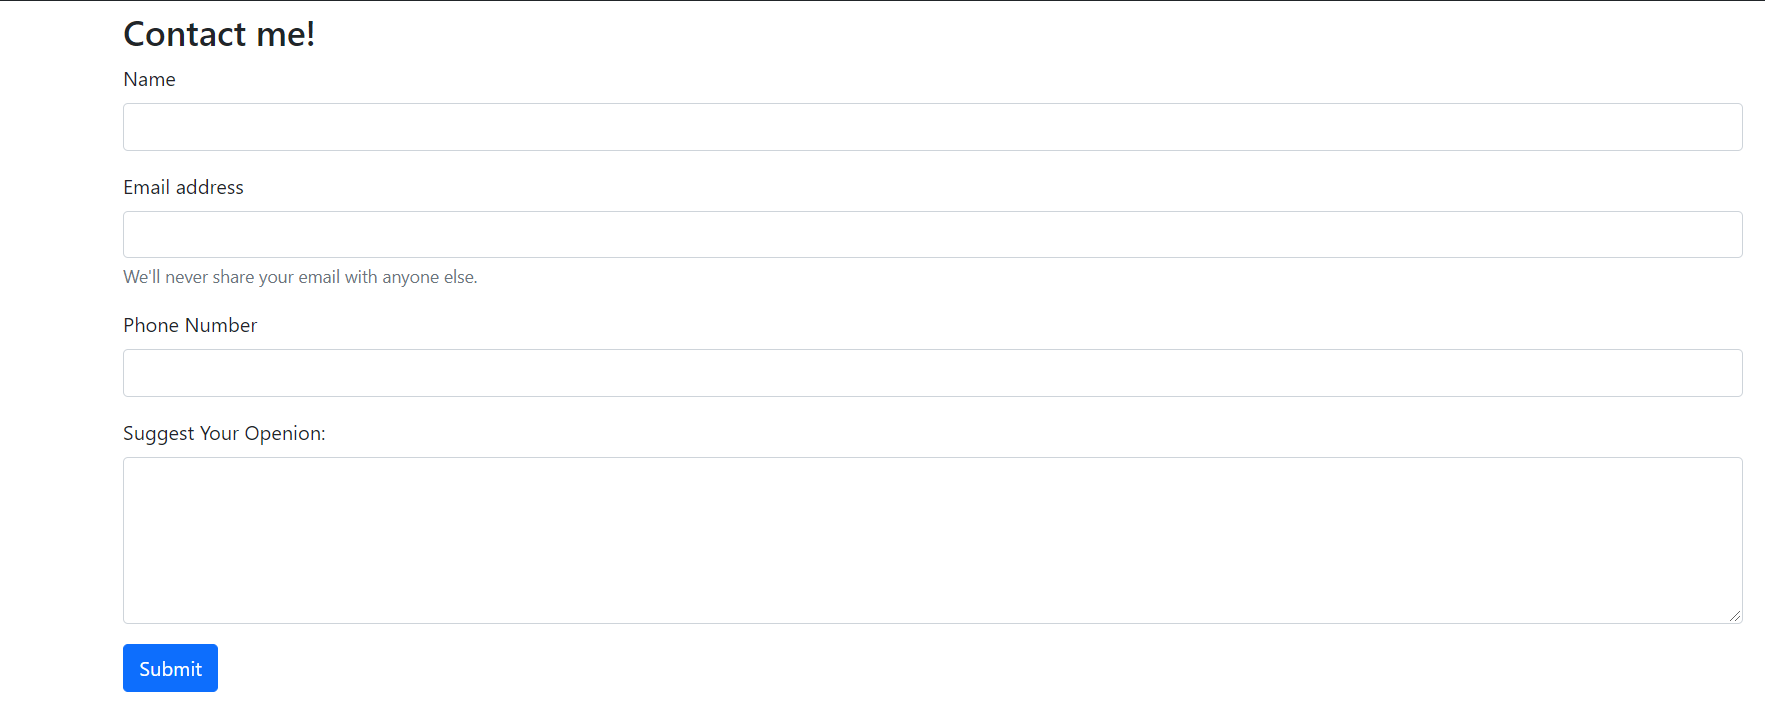 Contact me!
Name
Email address
We'll never share your email with anyone else.
Phone Number
Suggest Your Openion:
Submit